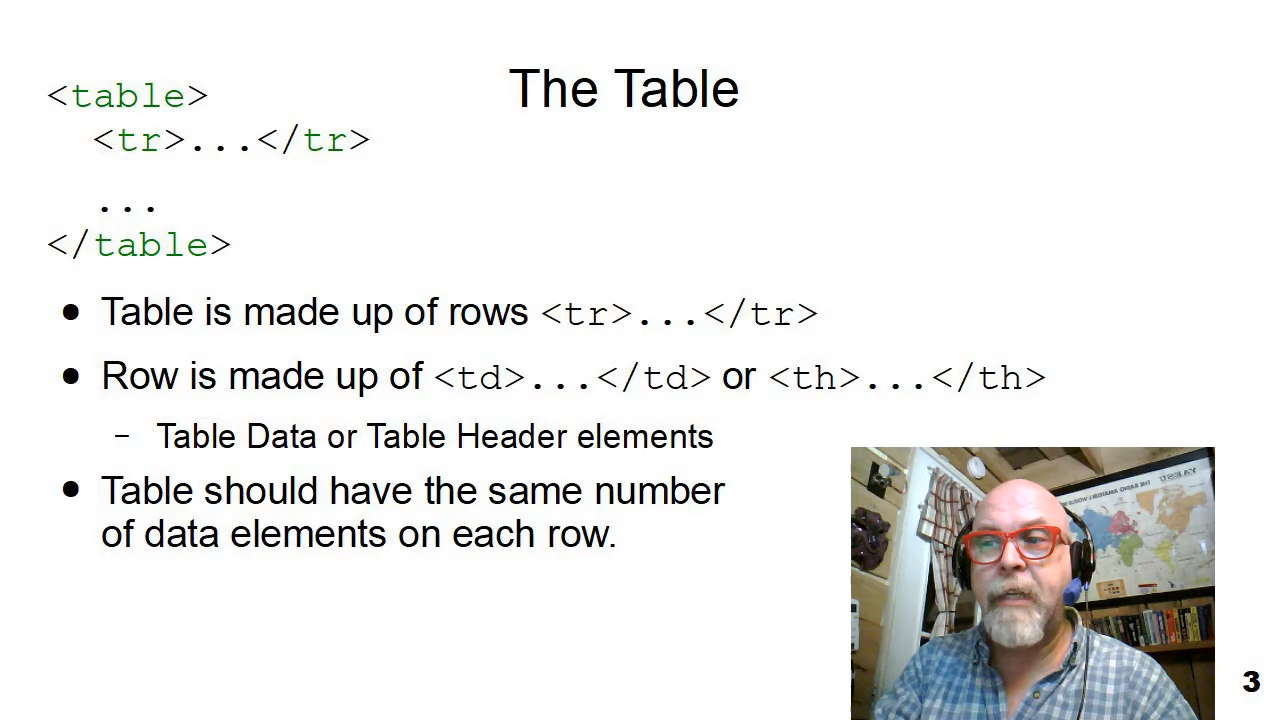 The Table
<table>
<tr>...</tr>
...
</table>
● Table is made up of rows <tr>...</tr>
● Row is made up of <td>...</td> or <th>...</th>
– Table Data or Table Header elements
● Table should have the same number
of data elements on each row.
YAESU
3